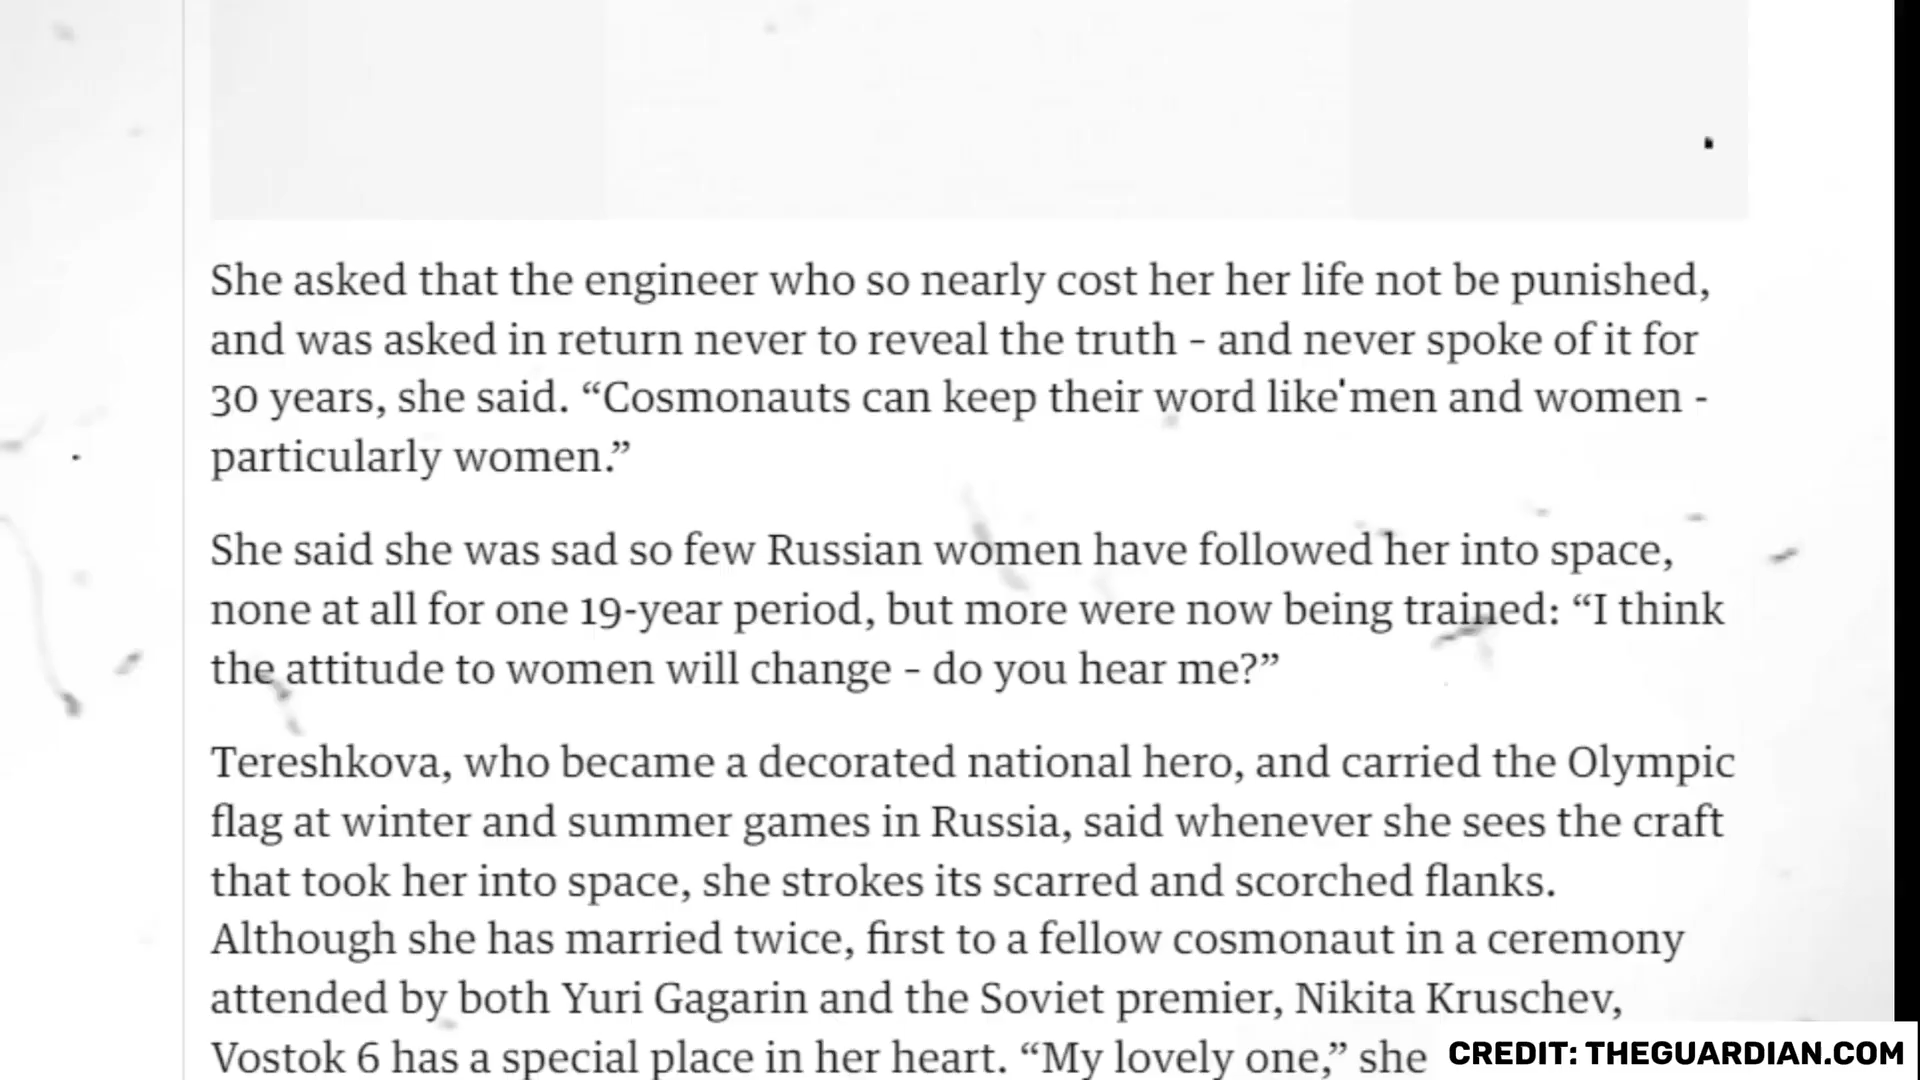 She asked that the engineer who so nearly cost her her life not be punished,
and was asked in return never to reveal the truth - and never spoke of it for
30 years, she said. “Cosmonauts can keep their word like men and women -
particularly women.”
She said she was sad so few Russian women have followed her into space,
none at all for one 19-year period, but more were now being trained: “I think
the attitude to women will change - do you hear me?”
Tereshkova, who became a decorated national hero, and carried the Olympic
flag at winter and summer games in Russia, said whenever she sees the craft
that took her into space, she strokes its scarred and scorched flanks.
Although she has married twice, first to a fellow cosmonaut in a ceremony
attended by both Yuri Gagarin and the Soviet premier, Nikita Kruschev,
Vostok 6 has a special place in her heart. “My lovely one,” she
CREDIT: THEGUARDIAN.COM